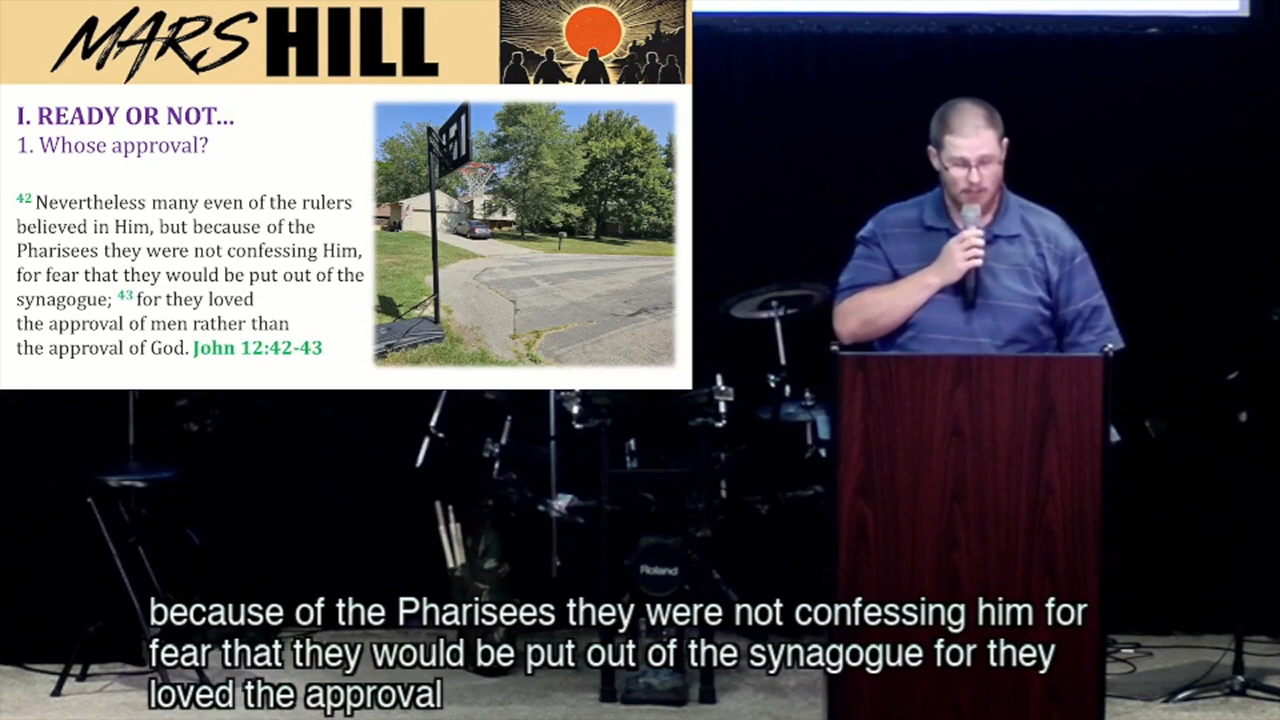 MARS HILL
I. READY OR NOT...
1. Whose approval?
42 Nevertheless many even of the rulers
believed in Him, but because of the
Pharisees they were not confessing Him,
for fear that they would be put out of the
synagogue; 43 for they loved
the approval of men rather than
the approval of God. John 12:42-43
Roland
because of the Pharisees they were not confessing him for
fear that they would be put out of the synagogue for they
loved the approval